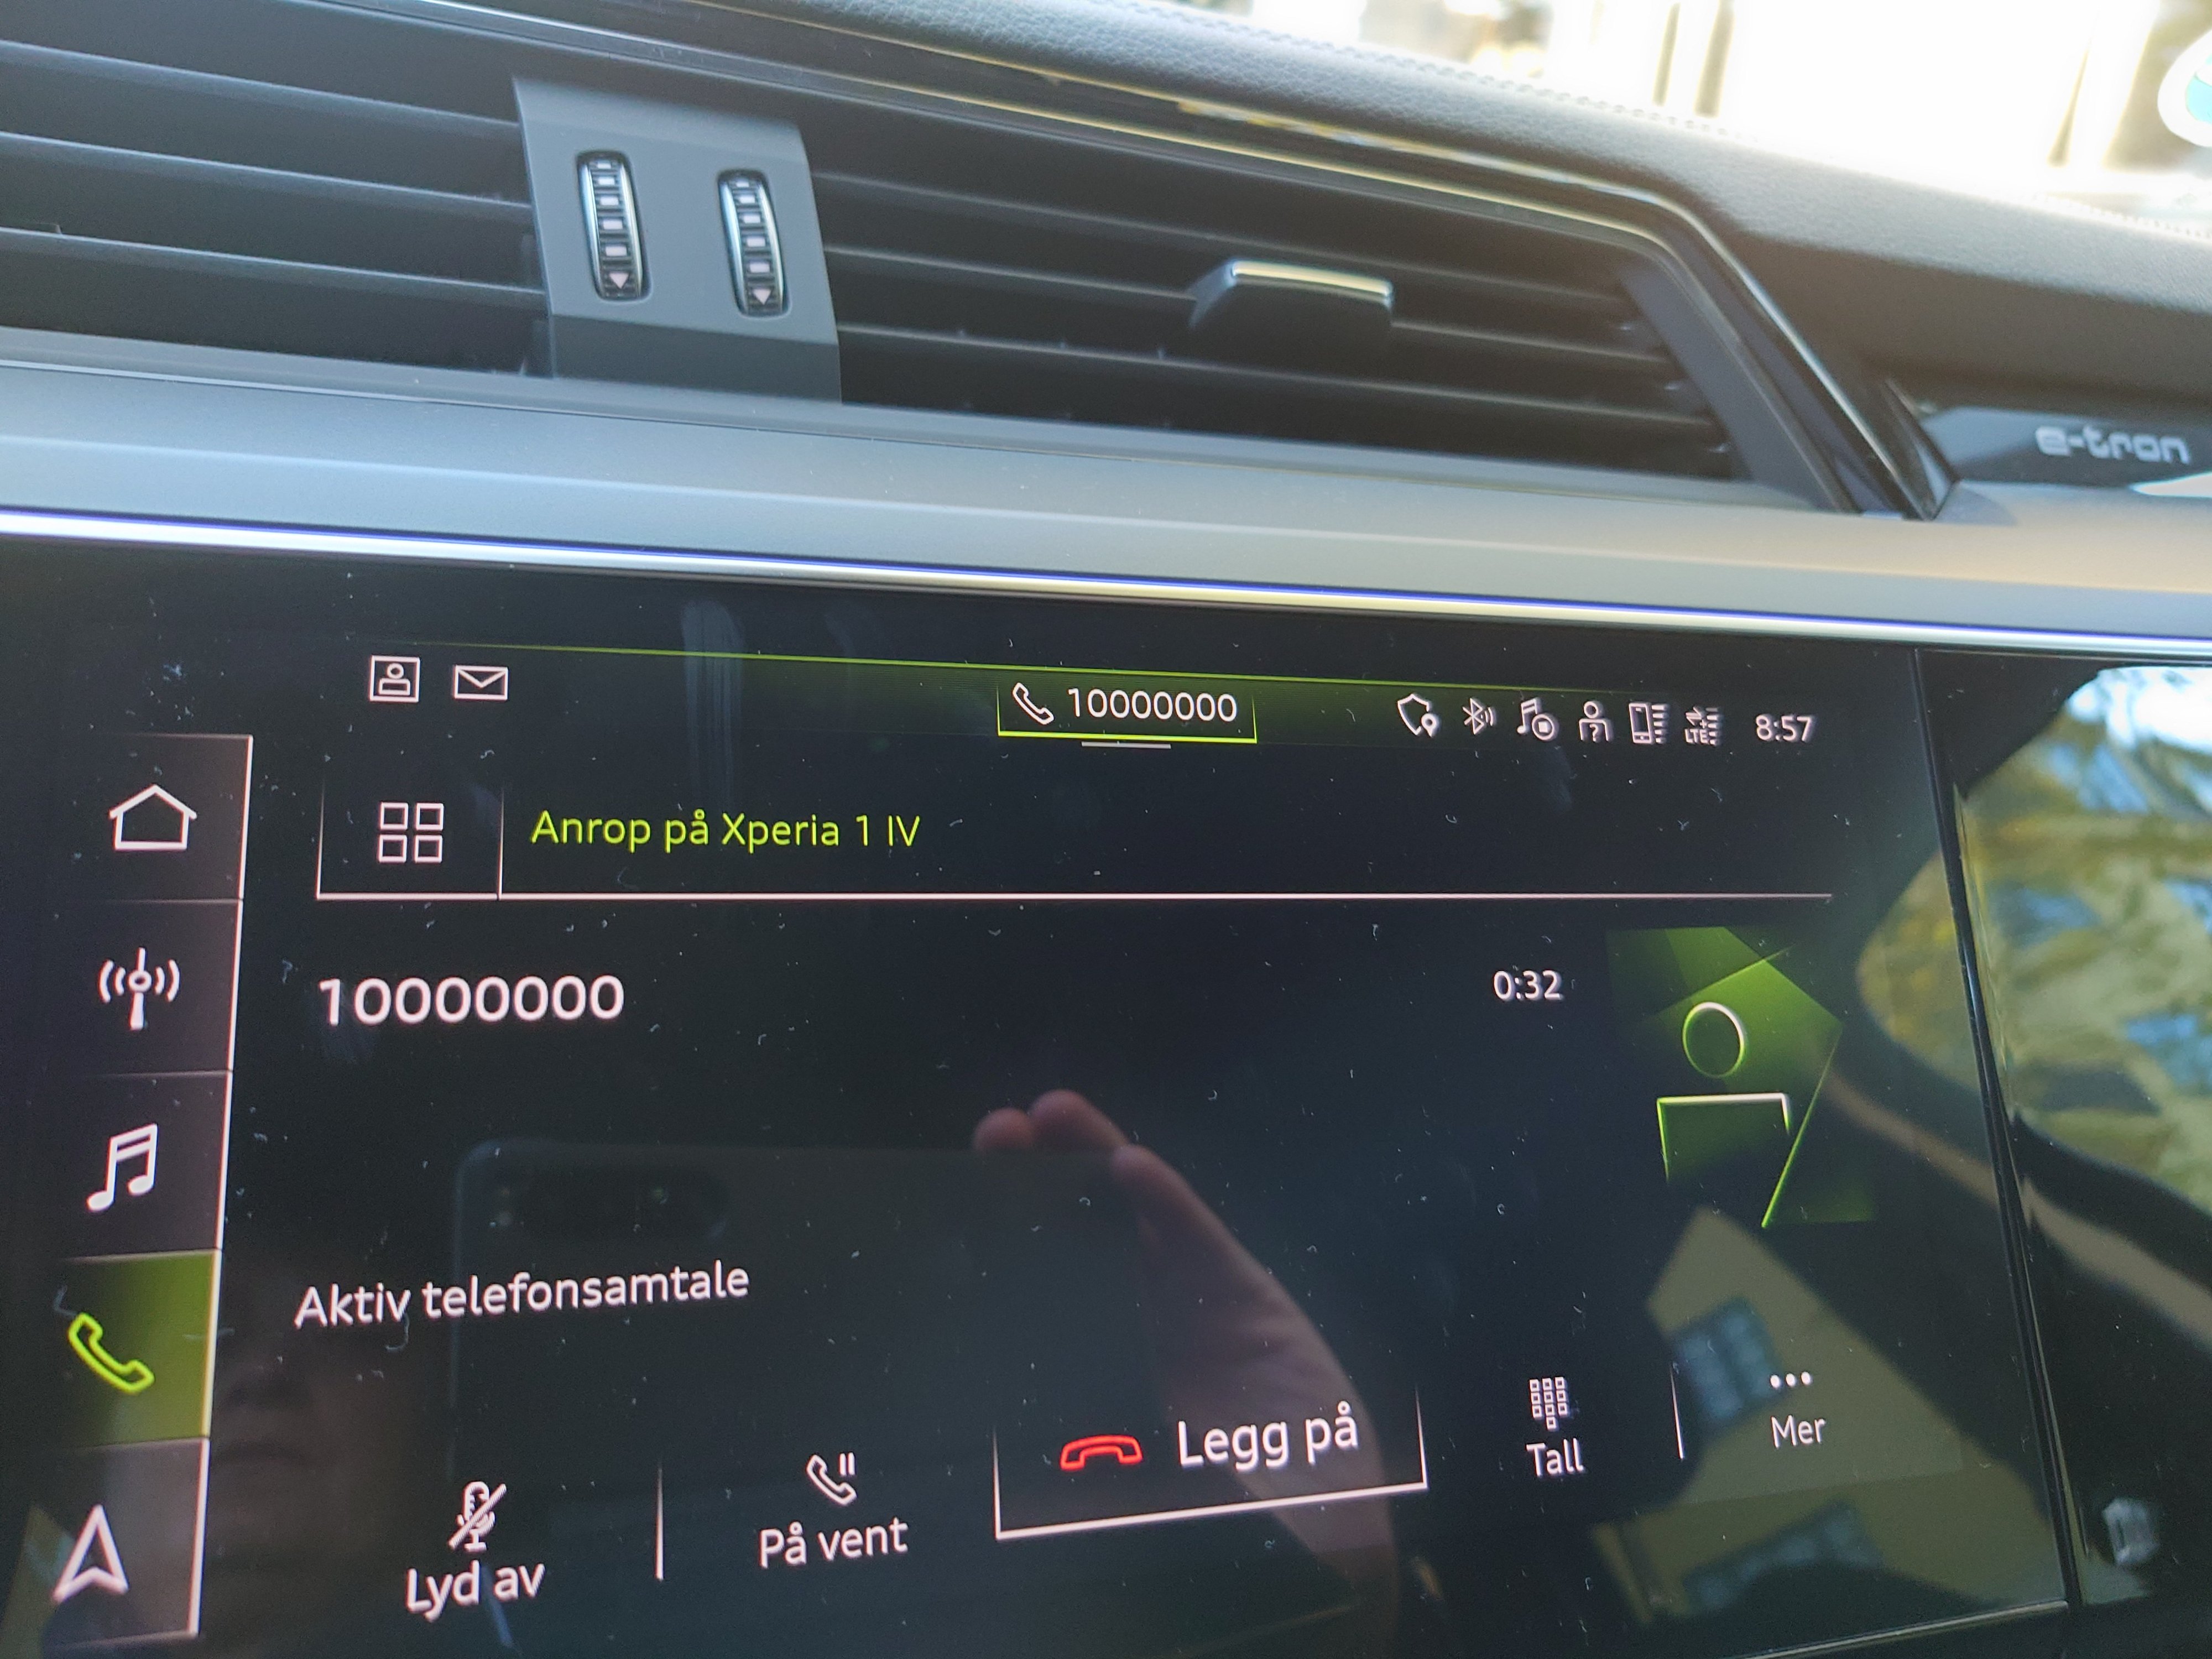 e-tron
10000000
LTE
8:57
Anrop på Xperia 1 IV
10000000
0:32
Aktiv telefonsamtale
Lyd av
På vent
Legg på
Tall
Mer